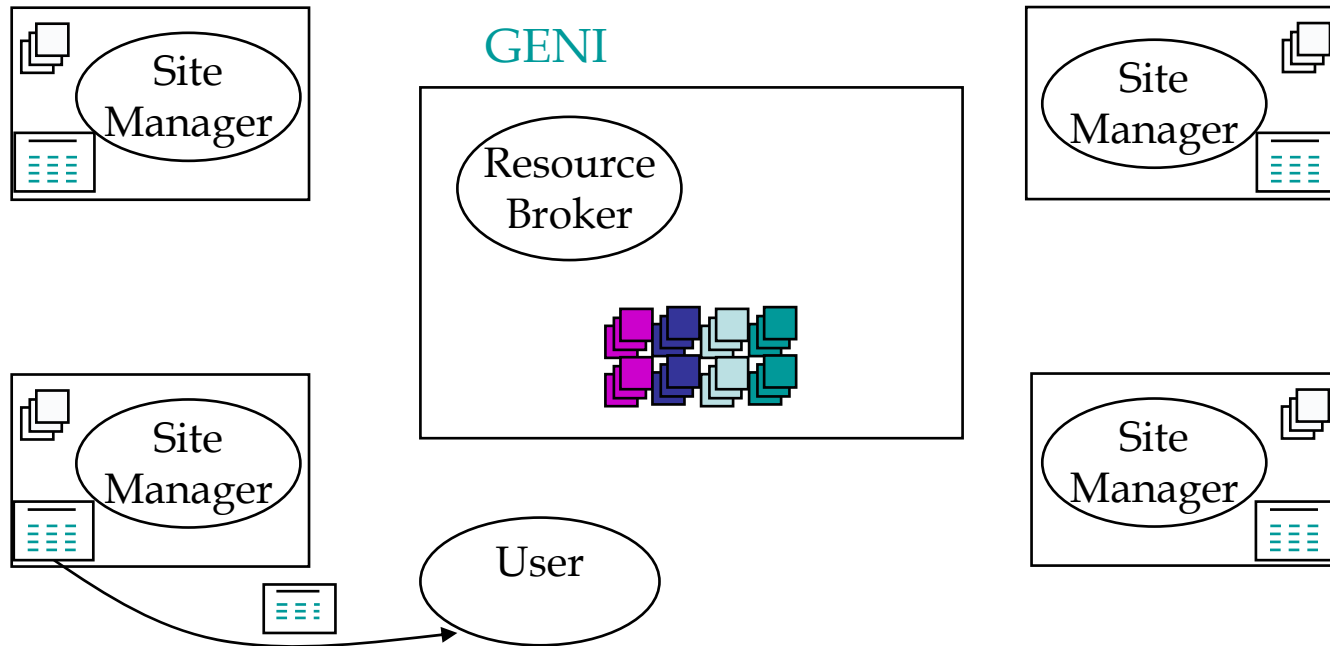 Site
Manager
GENI
Site
Manager
Resource
Broker
Site
Manager
Site
Manager
User